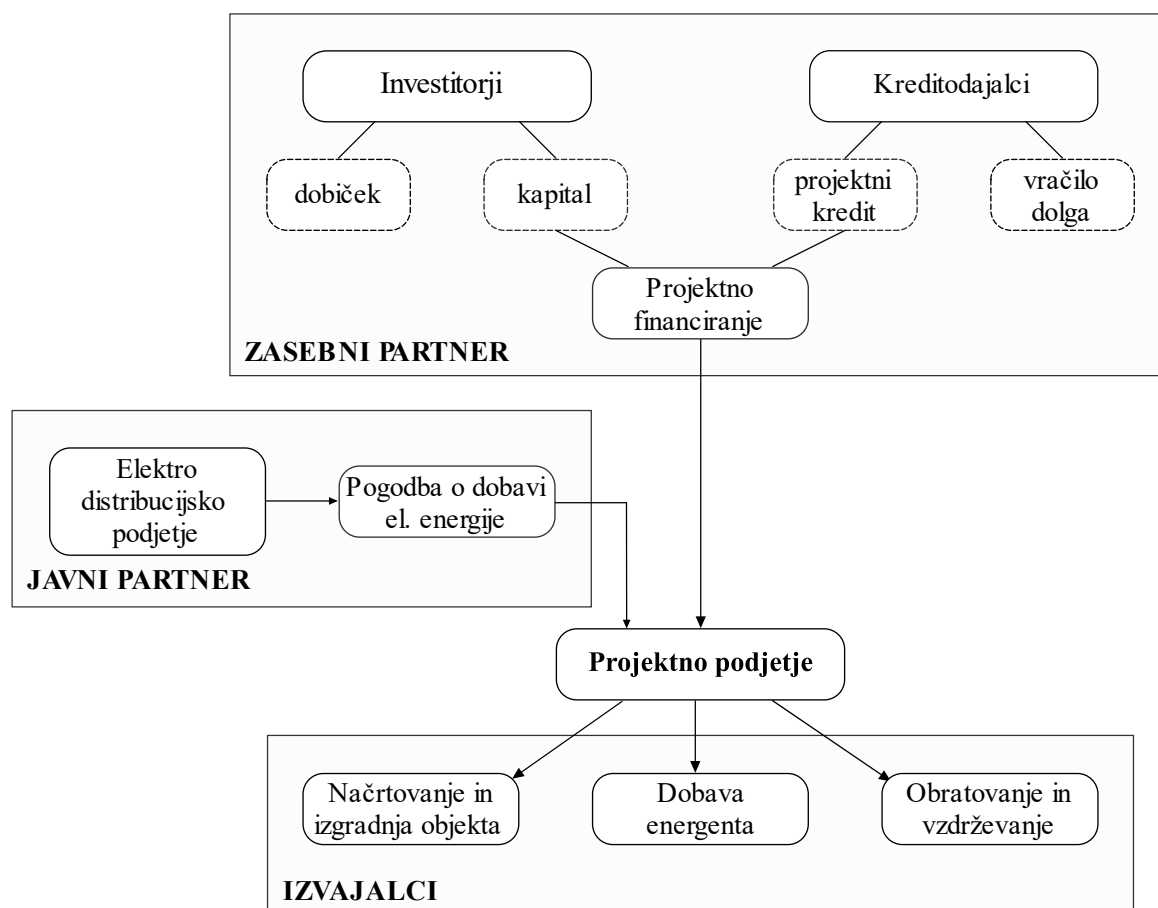 Investitorji
Kreditodajalci
dobiček
kapital
projektni
kredit
vračilo
dolga
Projektno
financiranje
ZASEBNI PARTNER
Elektro
distribucijsko
podjetje
Pogodba o dobavi
el. energije
JAVNI PARTNER
Projektno podjetje
Načrtovanje in
izgradnja objekta
Dobava
energenta
Obratovanje in
vzdrževanje
IZVAJALCI